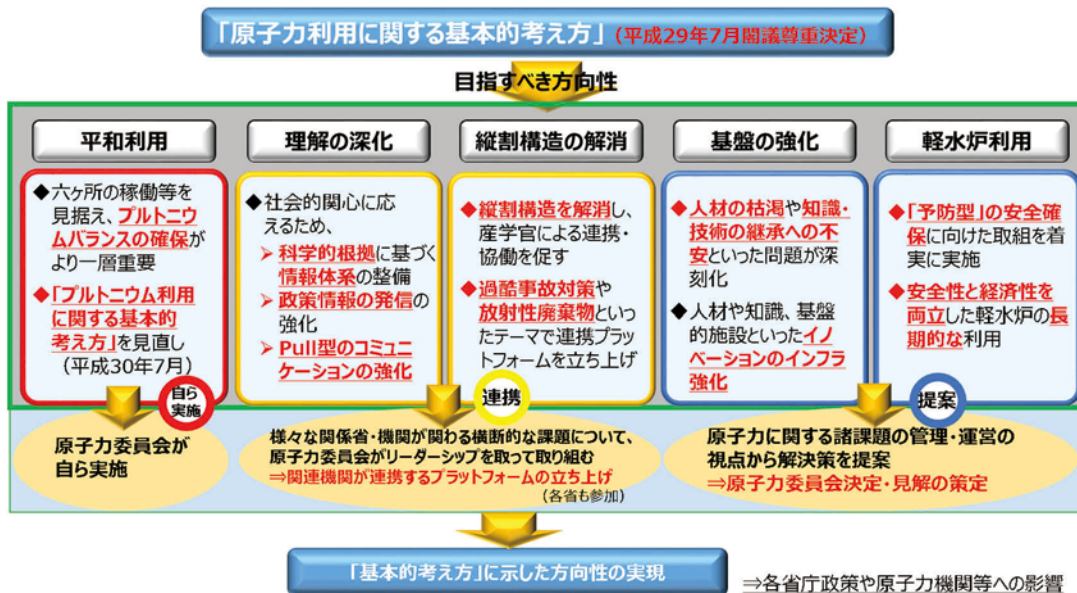 「原子力利用に関する基本的考え方」(平成29年7月閣議尊重決定)
目指すべき方向性
平和利用
◆六ヶ所の稼働等を
見据え、プルトニウ
ムバランスの確保が
より一層重要
◆「プルトニウム利用
に関する基本的
考え方」を見直し
(平成30年7月)
自ら
実施
原子力委員会が
自ら実施
理解の深化
◆社会的関心に応
えるため、
➢科学的根拠に基づく
情報体系の整備
➢政策情報の発信の
強化
➢Pull型のコミュニ
ケーションの強化
縦割構造の解消
◆縦割構造を解消し、
産学官による連携・
協働を促す
◆過酷事故対策や
放射性廃棄物といっ
たテーマで連携プラッ
トフォームを立ち上げ
連携
様々な関係省・機関が関わる横断的な課題について、
原子力委員会がリーダーシップを取って取り組む
⇒関連機関が連携するプラットフォームの立ち上げ
(各省も参加)
基盤の強化
◆人材の枯渇や知識・
技術の継承への不
安といった問題が深
刻化
◆人材や知識、基盤
的施設といったイノ
ベーションのインフラ
強化
軽水炉利用
◆「予防型」の安全確
保に向けた取組を着
実に実施
◆安全性と経済性を
両立した軽水炉の長
期的な利用
提案
原子力に関する諸課題の管理・運営の
視点から解決策を提案
⇒原子力委員会決定・見解の策定
「基本的考え方」に示した方向性の実現
⇒各省庁政策や原子力機関等への影響